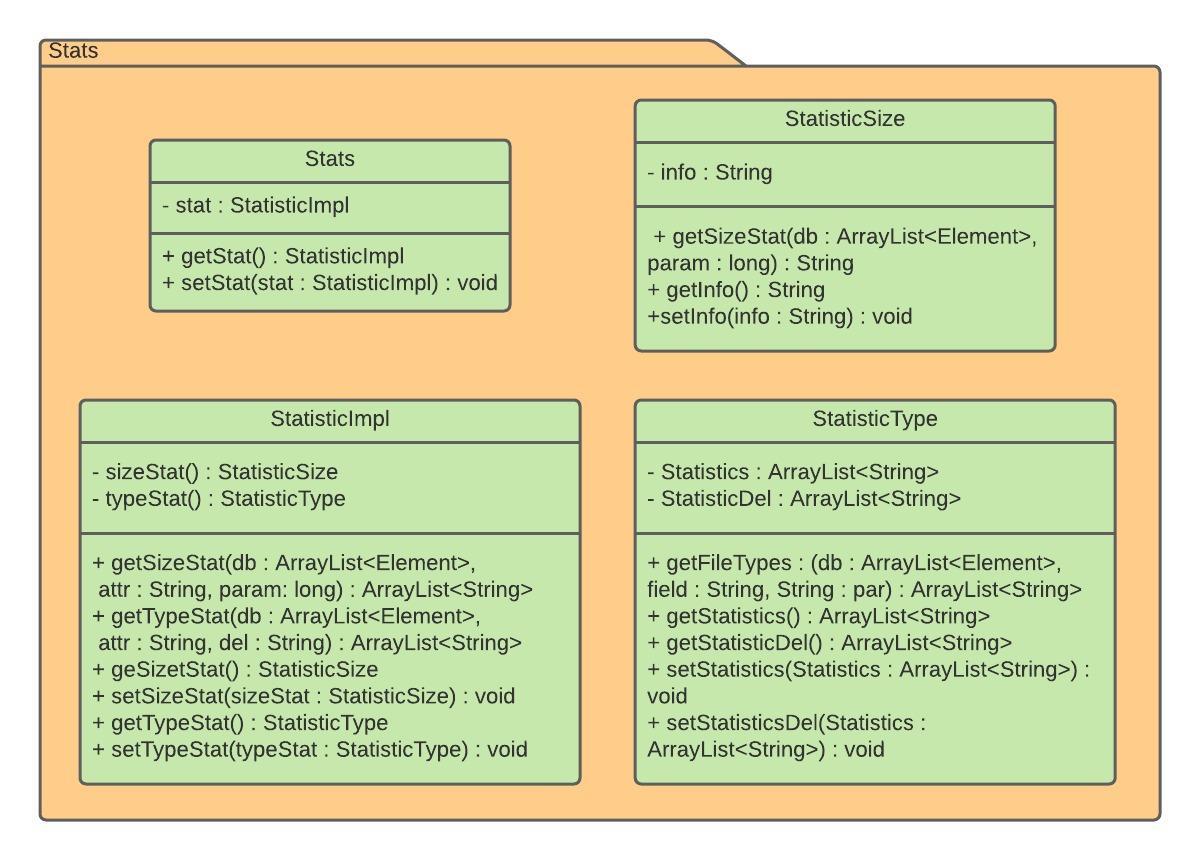 Stats
Stats
- stat : StatisticImpl
+ getStat() : StatisticImpl
+ setStat(stat : StatisticImpl) : void
StatisticSize
- info : String
+ getSizeStat(db : ArrayList<Element>,
param : long) : String
+ getInfo() : String
+setInfo(info : String) : void
StatisticImpl
- sizeStat() : StatisticSize
- typeStat() : StatisticType
+ getSizeStat(db : ArrayList<Element>,
attr : String, param: long) : ArrayList<String>
+ getTypeStat(db : ArrayList<Element>,
attr : String, del : String) : ArrayList<String>
+ geSizetStat() : StatisticSize
+ setSizeStat(sizeStat : StatisticSize) : void
+ getTypeStat() : StatisticType
+ setTypeStat(typeStat : StatisticType) : void
StatisticType
- Statistics : ArrayList<String>
- StatisticDel : ArrayList<String>
+ getFileTypes : (db : ArrayList<Element>,
field : String, String : par) : ArrayList<String>
+ getStatistics() : ArrayList<String>
+ getStatisticDel() : ArrayList<String>
+ setStatistics(Statistics : ArrayList<String>) :
void
+ setStatisticsDel(Statistics :
ArrayList<String>) : void